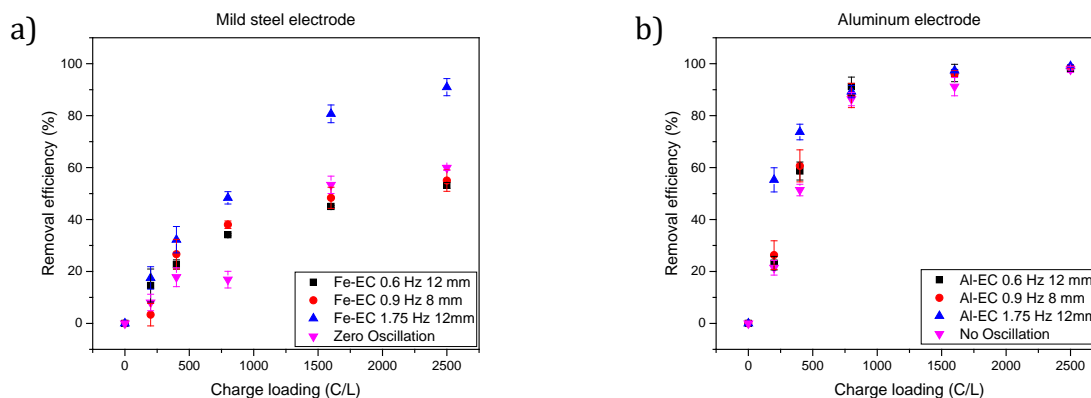 a)
Mild steel electrode
Removal efficiency (%)
100
80
60
40
20
0
Fe-EC 0.6 Hz 12 mm
Fe-EC 0.9 Hz 8 mm
Fe-EC 1.75 Hz 12mm
Zero Oscillation
0 500 1000 1500 2000 2500
Charge loading (C/L)
b)
Aluminum electrode
Removal efficiency (%)
100
80
60
40
20
0
Al-EC 0.6 Hz 12 mm
Al-EC 0.9 Hz 8 mm
Al-EC 1.75 Hz 12mm
No Oscillation
0 500 1000 1500 2000 2500
Charge loading (C/L)